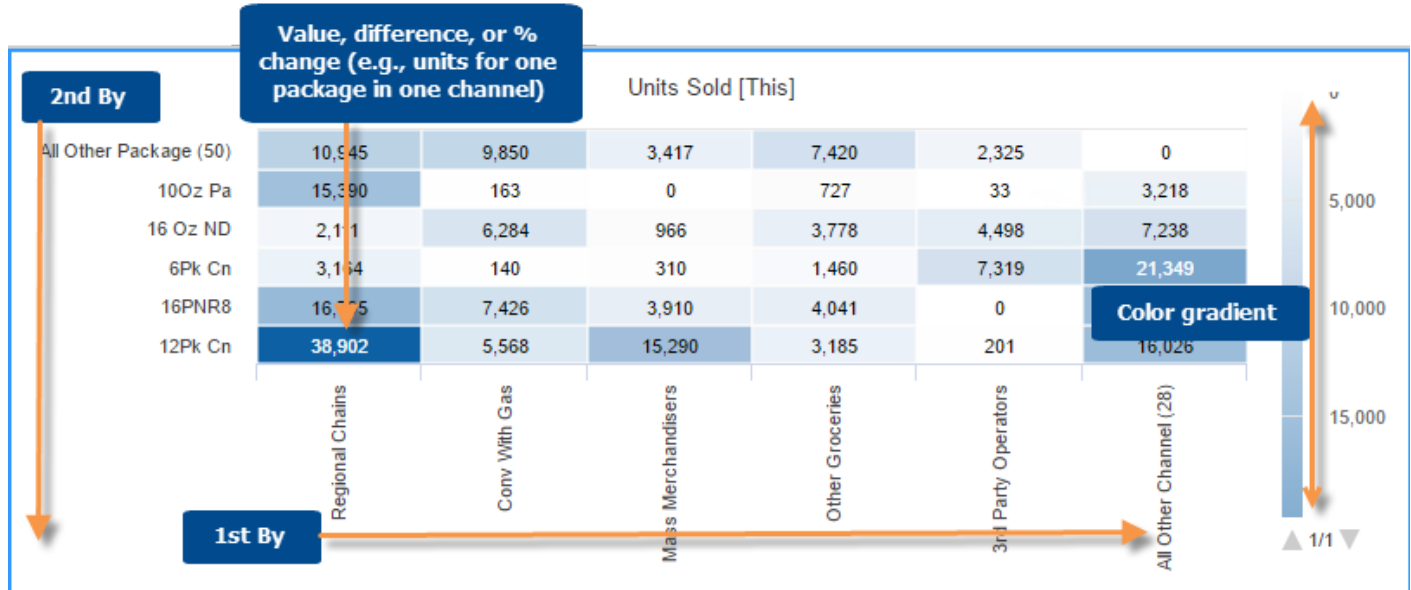 Value, difference, or %
change (e.g., units for one
package in one channel)
2nd By
Units Sold [This]
All Other Package (50) 10,945 9,850 3,417 7,420 2,325 0
10Oz Pa 15,390 163 0 727 33 3,218
16 Oz ND 2,111 6,284 966 3,778 4,498 7,238
6Pk Cn 3,164 140 310 1,460 7,319 21,349
16PNR8 7,426 3,910 4,041 0
12Pk Cn 38,902 5,568 15,290 3,185 201 16,026
Color gradient
0
5,000
10,000
15,000
Regional Chains
Conv With Gas
Mass Merchandisers
Other Groceries
3rd Party Operators
All Other Channel (28)
1st By
1/1